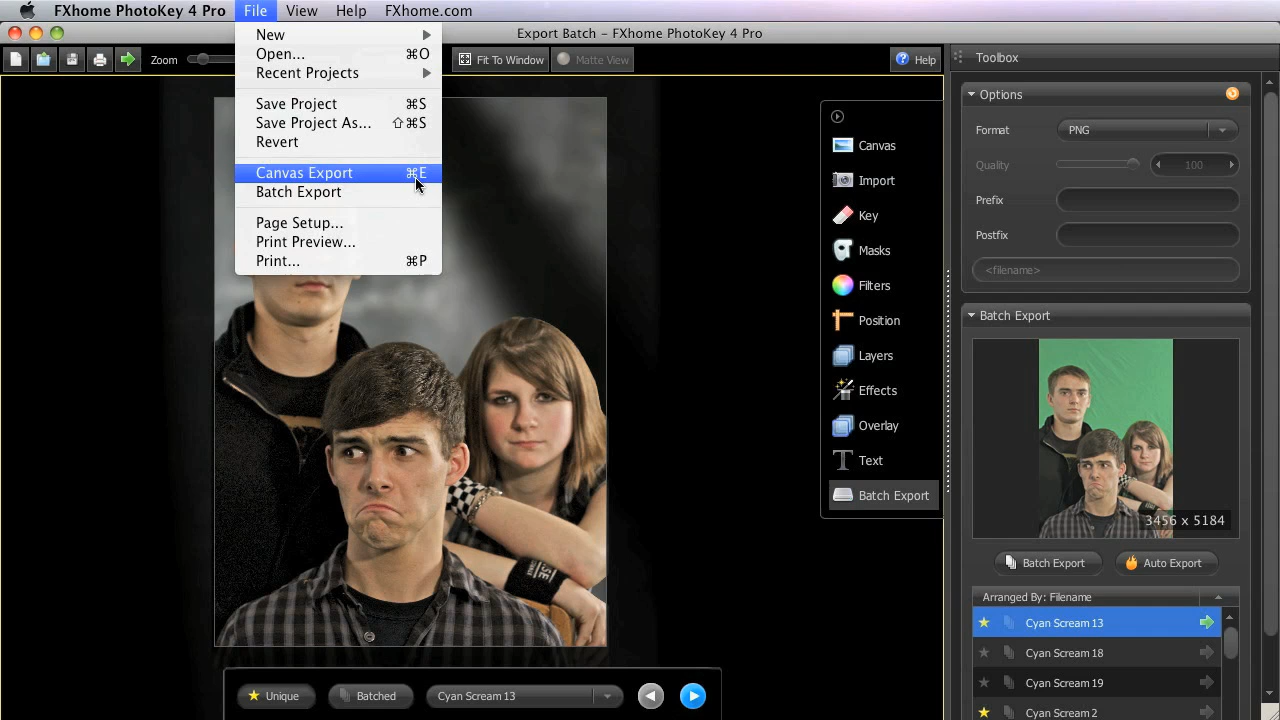 FXhome PhotoKey 4 Pro File View Help FXhome.com
Export Batch – FXhome PhotoKey 4 Pro
New
Open... ⌘O
Recent Projects
Save Project ⌘S
Save Project As... ⇧⌘S
Revert
Canvas Export ⌘E
Batch Export
Page Setup...
Print Preview...
Print... ⌘P
Zoom
Fit To Window
Matte View
Help
Canvas
Import
Key
Masks
Filters
Position
Layers
Effects
Overlay
Text
Batch Export
Toolbox
Options
Format PNG
Quality 100
Prefix
Postfix
<filename>
Batch Export
3456 x 5184
Batch Export Auto Export
Arranged By: Filename
Cyan Scream 13
Cyan Scream 18
Cyan Scream 19
Cyan Scream 2
Unique Batched Cyan Scream 13